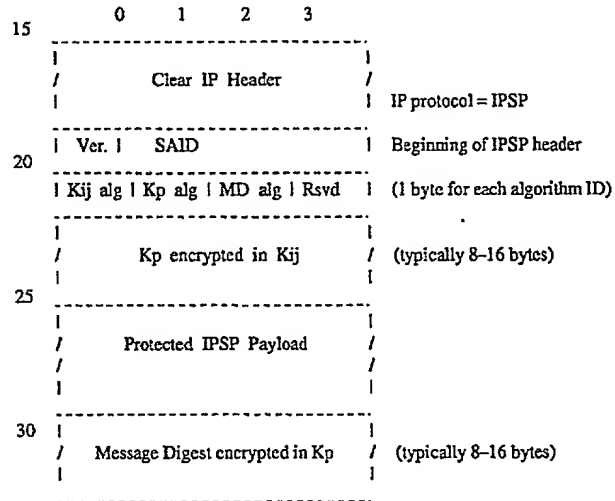 0 1 2 3
15
Clear IP Header
IP protocol = IPSP
Ver. | SAID Beginning of IPSP header
20
| Kij alg | Kp alg | MD alg | Rsvd | (1 byte for each algorithm ID)
Kp encrypted in Kij (typically 8–16 bytes)
25
Protected IPSP Payload
30
Message Digest encrypted in Kp (typically 8–16 bytes)